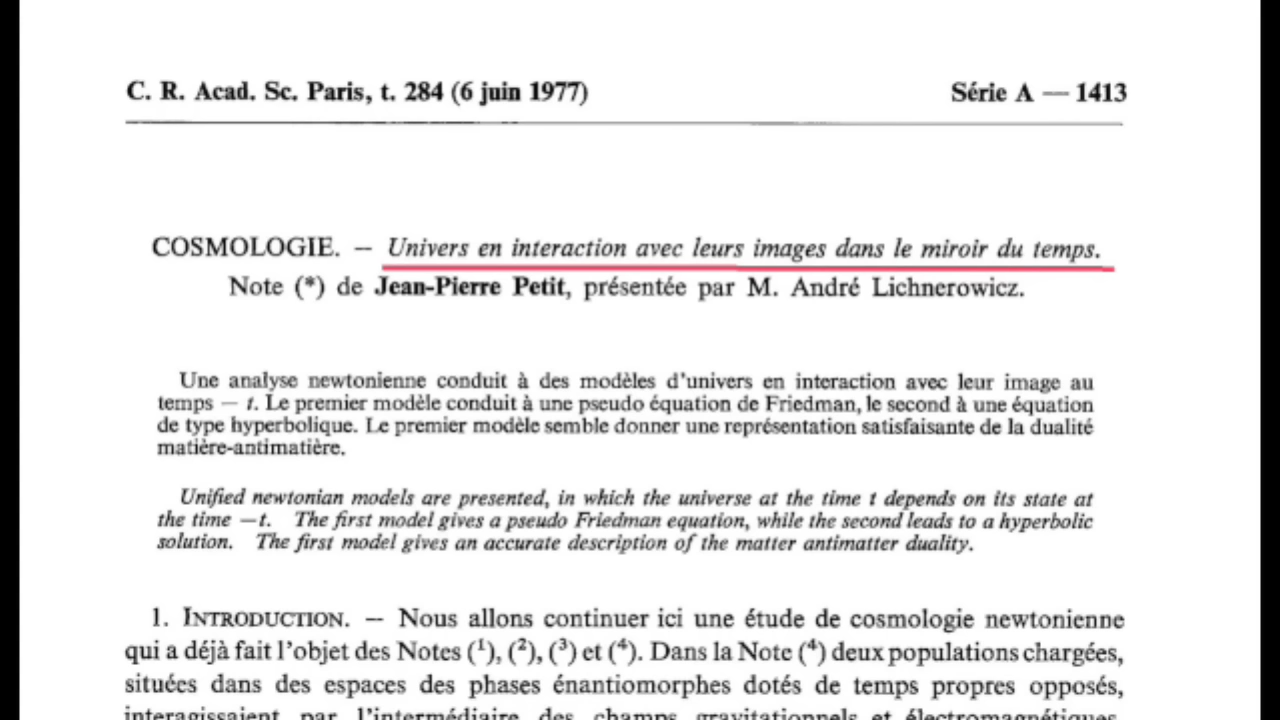 C. R. Acad. Sc. Paris, t. 284 (6 juin 1977) Série A — 1413
COSMOLOGIE. — Univers en interaction avec leurs images dans le miroir du temps.
Note (*) de Jean-Pierre Petit, présentée par M. André Lichnerowicz.
Une analyse newtonienne conduit à des modèles d'univers en interaction avec leur image au
temps — t. Le premier modèle conduit à une pseudo équation de Friedman, le second à une équation
de type hyperbolique. Le premier modèle semble donner une représentation satisfaisante de la dualité
matière-antimatière.
Unified newtonian models are presented, in which the universe at the time t depends on its state at
the time —t. The first model gives a pseudo Friedman equation, while the second leads to a hyperbolic
solution. The first model gives an accurate description of the matter antimatter duality.
1. INTRODUCTION. — Nous allons continuer ici une étude de cosmologie newtonienne
qui a déjà fait l'objet des Notes (¹), (²), (³) et (⁴). Dans la Note (⁴) deux populations chargées,
situées dans des espaces des phases énantiomorphes dotés de temps propres opposés,
interagissaient par l'intermédiaire des champs gravitationnels et électromagnétiques.